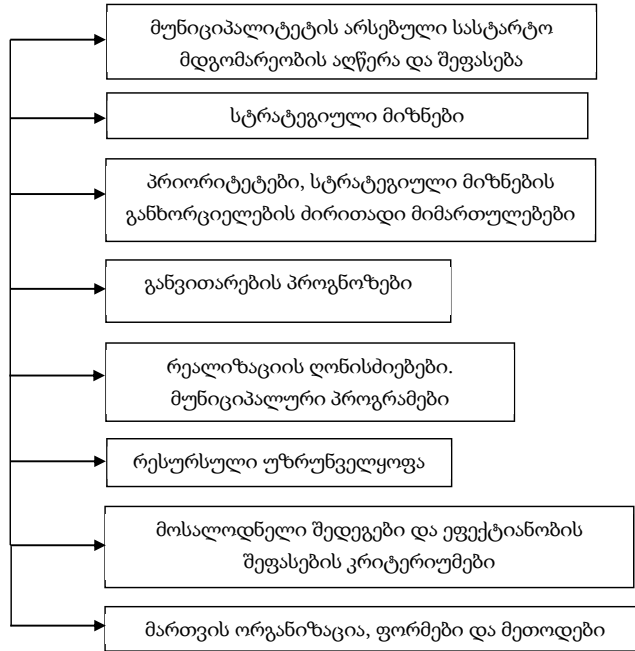 მუნიციპალიტეტის არსებული სასტარტო
მდგომარეობის აღწერა და შეფასება
სტრატეგიული მიზნები
პრიორიტეტები, სტრატეგიული მიზნების
განხორციელების ძირითადი მიმართულებები
განვითარების პროგნოზები
რეალიზაციის ღონისძიებები.
მუნიციპალური პროგრამები
რესურსული უზრუნველყოფა
მოსალოდნელი შედეგები და ეფექტიანობის
შეფასების კრიტერიუმები
მართვის ორგანიზაცია, ფორმები და მეთოდები